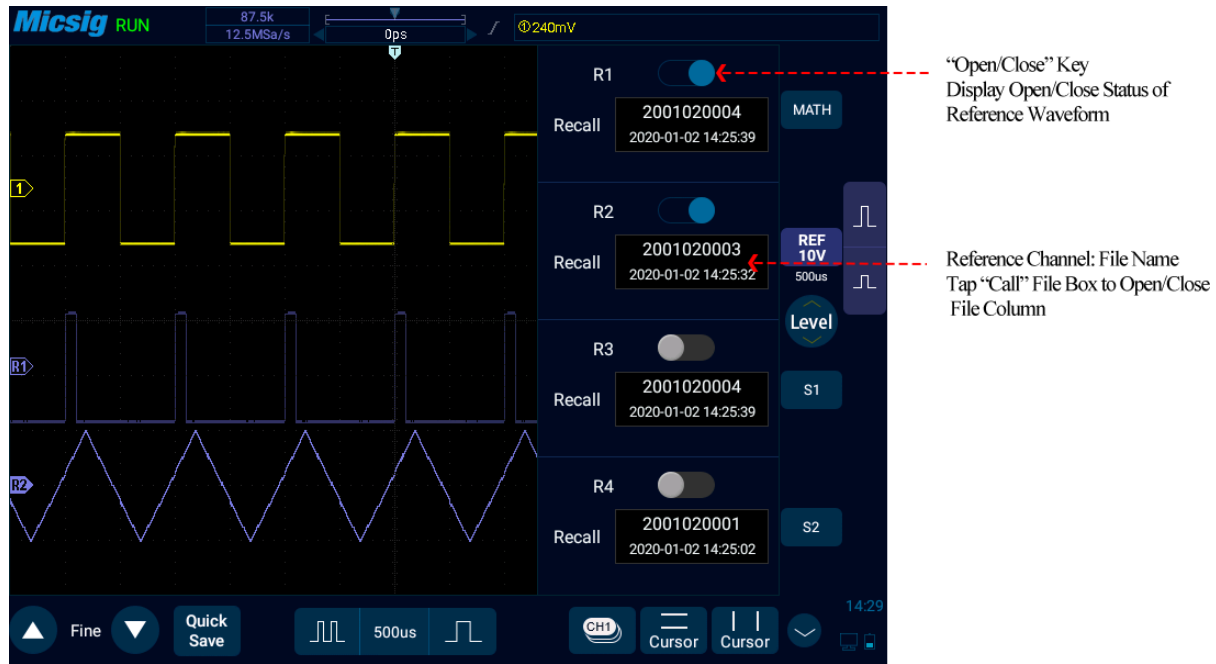 Micsig RUN
87.5k
12.5MSa/s
0ps
①240mV
T
1
R1
R2
R1
Recall
2001020004
2020-01-02 14:25:39
R2
Recall
2001020003
2020-01-02 14:25:32
R3
Recall
2001020004
2020-01-02 14:25:39
R4
Recall
2001020001
2020-01-02 14:25:02
MATH
REF
10V
500us
Level
S1
S2
“Open/Close” Key
Display Open/Close Status of
Reference Waveform
Reference Channel: File Name
Tap “Call” File Box to Open/Close
File Column
Fine
Quick
Save
500us
CH1
Cursor
Cursor
14:29